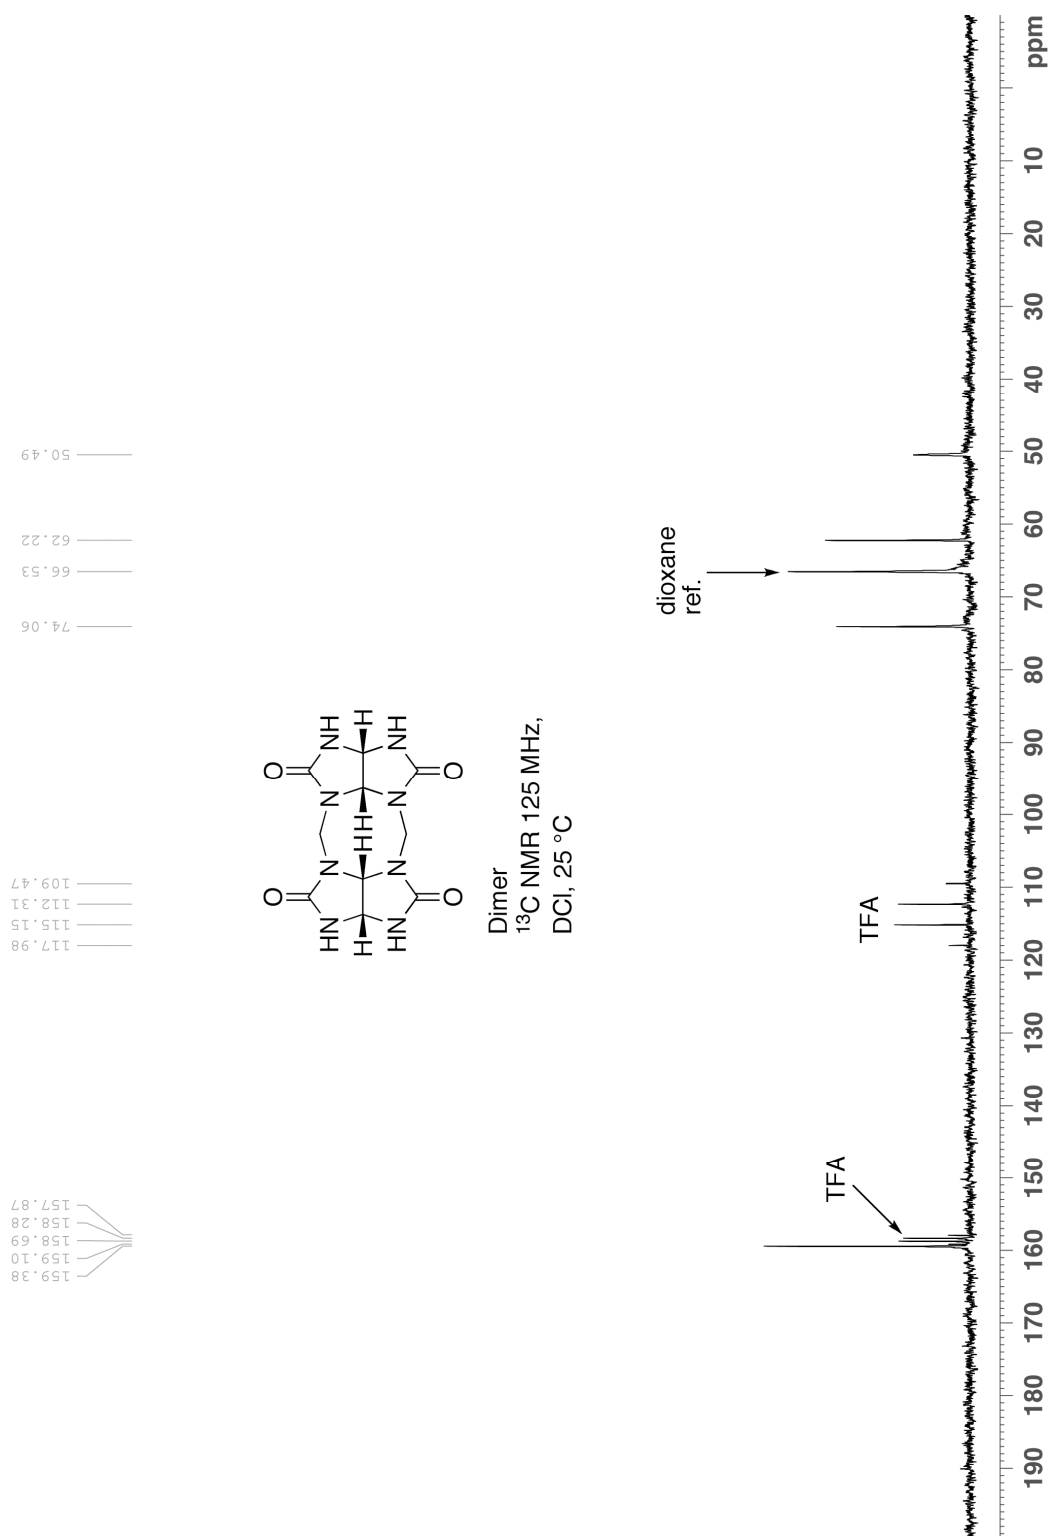 159.38
159.10
158.69
158.28
157.87
117.98
115.15
112.31
109.47
74.06
66.53
62.22
50.49
O
O
HN
N
N
NH
H
H
H
H
HN
N
N
NH
O
O
Dimer
¹³C NMR 125 MHz,
DCl, 25 °C
dioxane
ref.
TFA
TFA
190
180
170
160
150
140
130
120
110
100
90
80
70
60
50
40
30
20
10
ppm